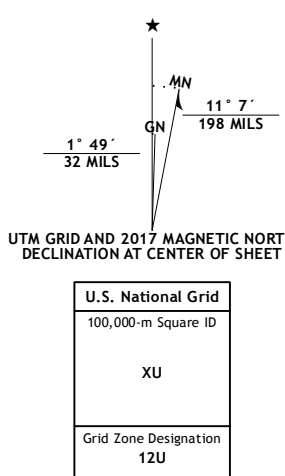 ★
MN
11° 7´
198 MILS
GN
1° 49´
32 MILS
UTM GRID AND 2017 MAGNETIC NORT
DECLINATION AT CENTER OF SHEET
U.S. National Grid
100,000-m Square ID
XU
Grid Zone Designation
12U